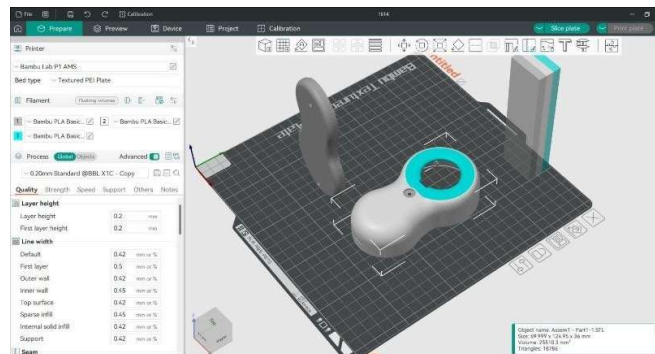 File
Calibration
1614
Prepare
Preview
Device
Project
Calibration
Slice plate
Print plate
Printer
Bambu Lab P1 AMS
Bed type
Textured PEI Plate
Filament
Flushing volumes
1
Bambu PLA Basic...
2
Bambu PLA Basic...
3
Bambu PLA Basic...
Process
Global
Objects
Advanced
0.20mm Standard @BBL X1C - Copy
Quality
Strength
Speed
Support
Others
Notes
Layer height
Layer height
0.2
mm
First layer height
0.2
mm
Line width
Default
0.42
mm or %
First layer
0.5
mm or %
Outer wall
0.42
mm or %
Inner wall
0.45
mm or %
Top surface
0.42
mm or %
Sparse infill
0.45
mm or %
Internal solid infill
0.42
mm or %
Support
0.42
mm or %
Seam
Untitled
Bambu Textured
Top
Object name: Assem1 - Part1-1.STL
Triangles: 18786